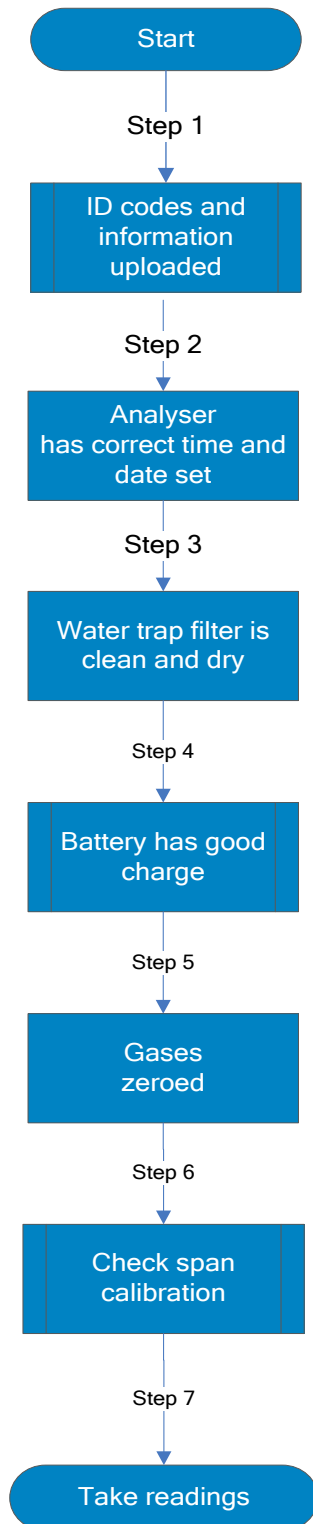 Start
Step 1
ID codes and
information
uploaded
Step 2
Analyser
has correct time and
date set
Step 3
Water trap filter is
clean and dry
Step 4
Battery has good
charge
Step 5
Gases
zeroed
Step 6
Check span
calibration
Step 7
Take readings